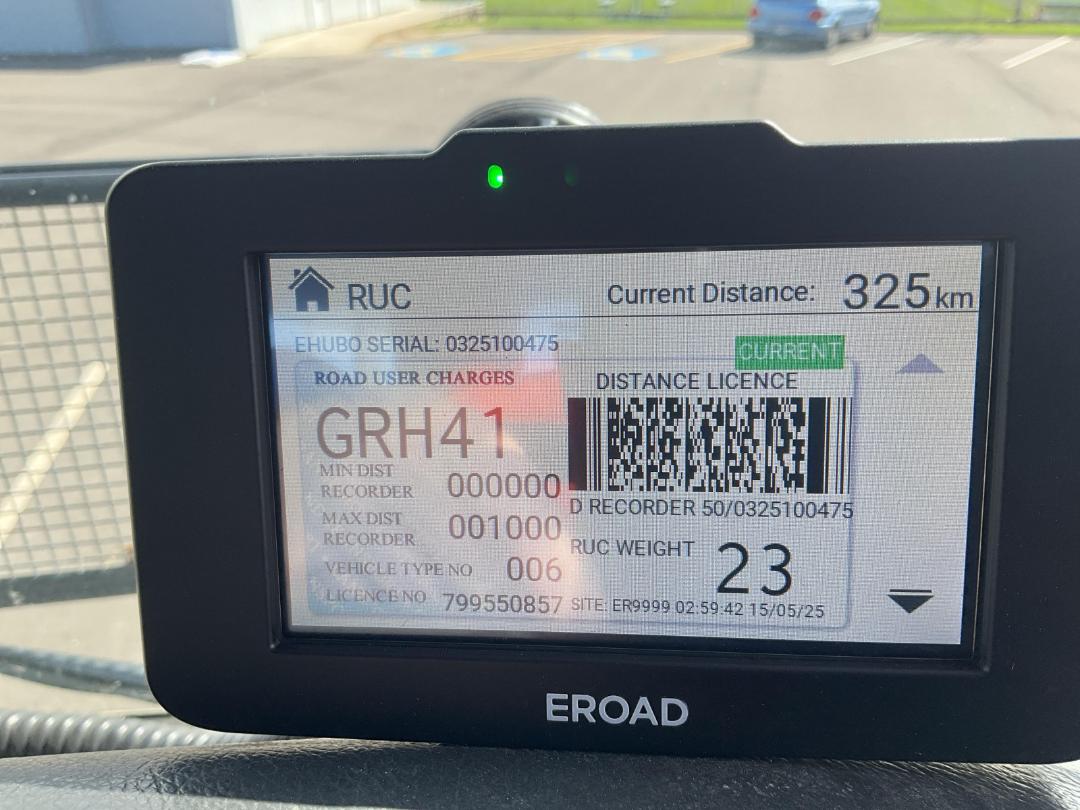 RUC Current Distance: 325 km
EHUBO SERIAL: 0325100475
CURRENT
ROAD USER CHARGES
DISTANCE LICENCE
GRH41
MIN DIST
RECORDER 000000
D RECORDER 50/0325100475
MAX DIST
RECORDER 001000
RUC WEIGHT 23
VEHICLE TYPE NO 006
LICENCE NO 799550857
SITE: ER9999 02:59:42 15/05/25
EROAD